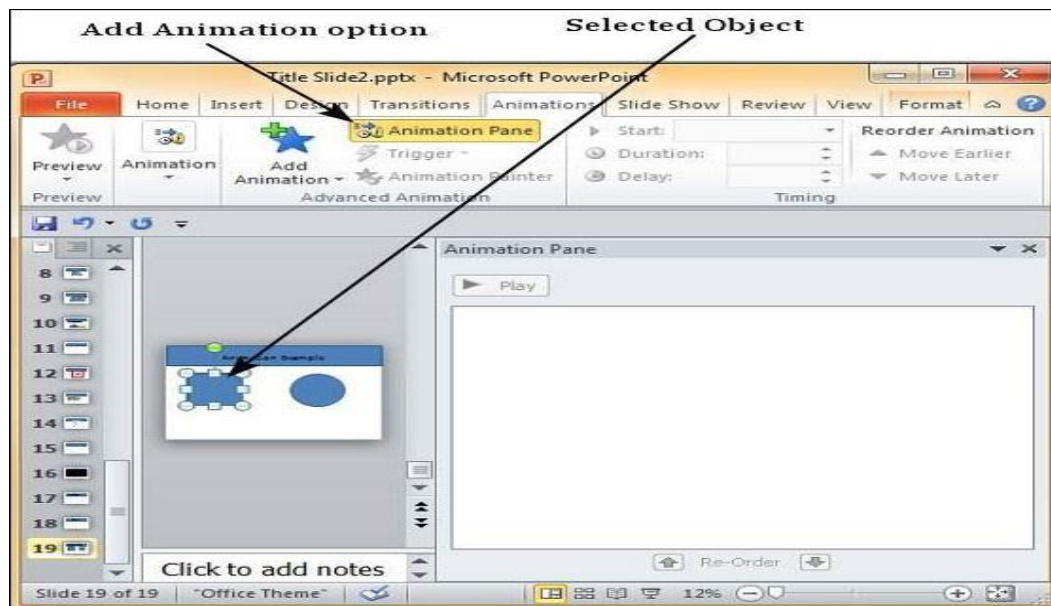 Add Animation option
Selected Object
Title Slide2.pptx - Microsoft PowerPoint
File Home Insert Design Transitions Animations Slide Show Review View Format
Preview
Animation
Add Animation
Animation Pane
Trigger
Animation Painter
Start:
Duration:
Delay:
Reorder Animation
Move Earlier
Move Later
Preview
Advanced Animation
Timing
8
9
10
11
12
13
14
15
16
17
18
19
Example
Click to add notes
Animation Pane
Play
Re-Order
Slide 19 of 19 "Office Theme" 12%